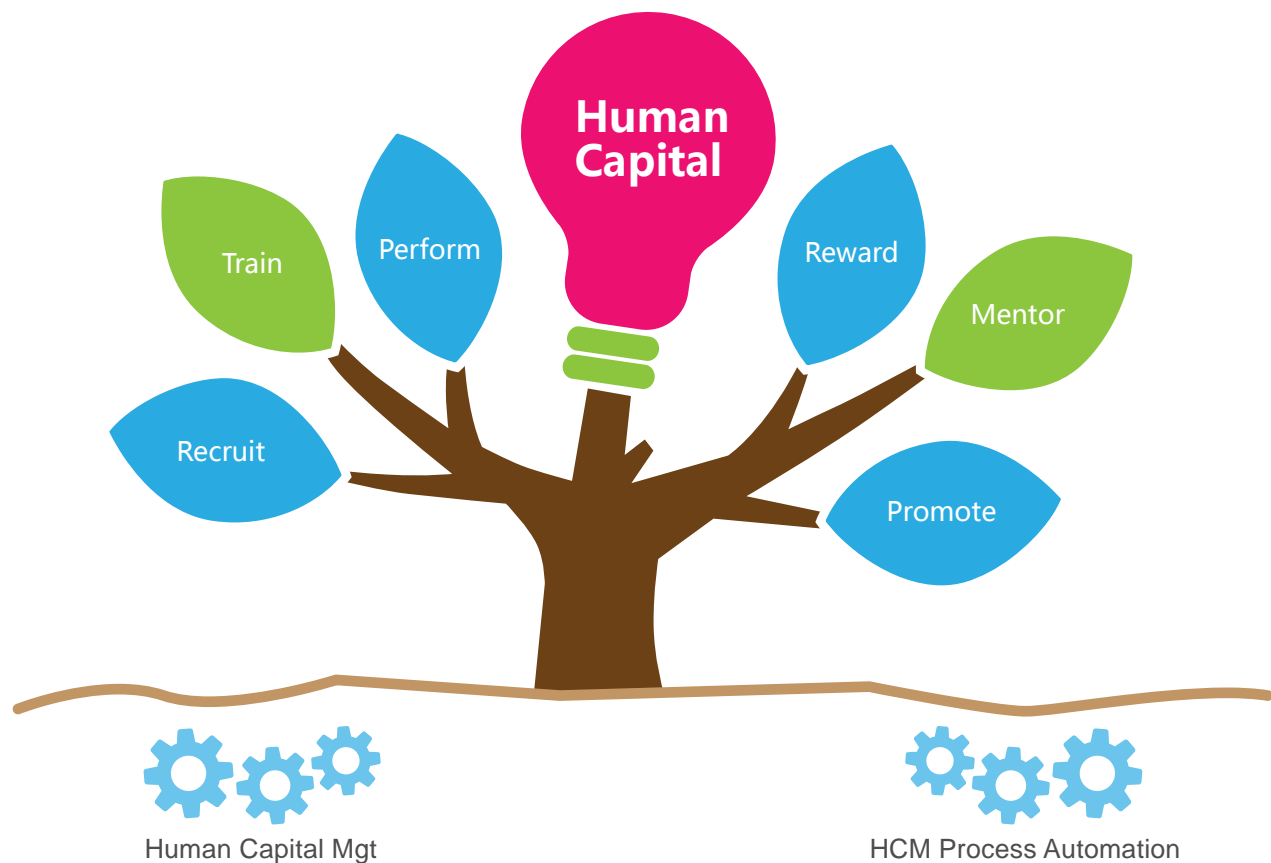 Human
Capital
Perform
Reward
Train
Mentor
Recruit
Promote
Human Capital Mgt
HCM Process Automation